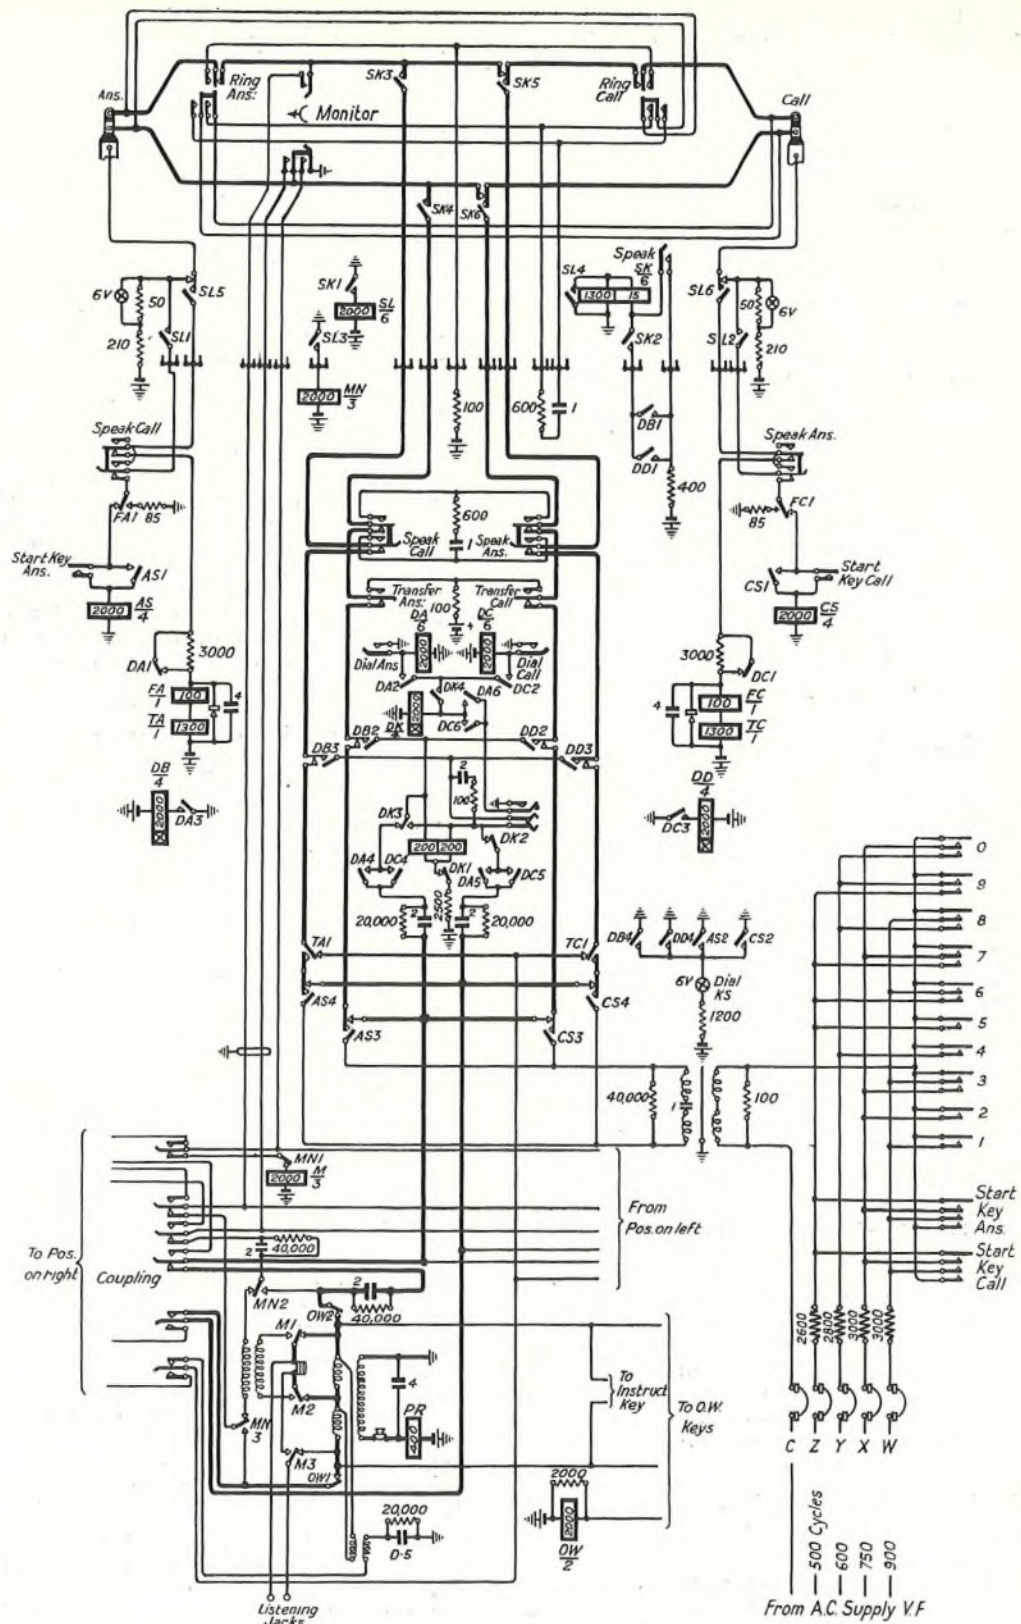 Ans.
Ring
Ans:
Monitor
SK3
SK5
Ring
Call
Call
SK4
SK6
6V
50
SL5
SL1
210
SK1
2000
SL
6
SL3
2000
MN
3
SL4
Speak
SK
6
1300
15
SK2
SL6
50
6V
SL2
210
100
600
1
DB1
DD1
400
Speak Call
FA1
85
Speak Ans.
FC1
85
600
1
Speak
Call
Speak
Ans:
Start Key
Ans.
AS1
2000
AS
4
Start
Key Call
CS1
2000
CS
4
Transfer
Ans:
100
Transfer
Call
4
DA
6
2000
DC
6
2000
Dial Ans
Dial
Call
DA1
3000
FA
1
100
4
TA
1
1300
DA2
DK4
DA6
DC2
2000
DK
DC6
3000
DC1
4
100
FC
1
1300
TC
1
DB2
DD2
DB3
DD3
2
100
DB
4
2000
DA3
DD
4
2000
DC3
DK3
DK2
200
200
DA4
DC4
DK1
DA5
DC5
2500
20,000
2
2
20,000
TA1
TC1
DB4
DD4
AS2
CS2
6V
Dial
KS
1200
AS4
CS4
AS3
CS3
40,000
1
100
0
9
8
7
6
5
4
3
2
1
Start
Key
Ans.
Start
Key
Call
MN1
2000
M
3
From
Pos. on left
To Pos.
on right
Coupling
2
40,000
MN2
2
40,000
OW2
M1
M2
MN
3
M3
OW1
4
PR
400
To
Instruct
Key
To O.W.
Keys
20,000
0·5
2000
2000
OW
2
2600
2800
3000
3000
C
Z
Y
X
W
500 Cycles
600
750
900
Listening
Jacks
From A.C. Supply V.F